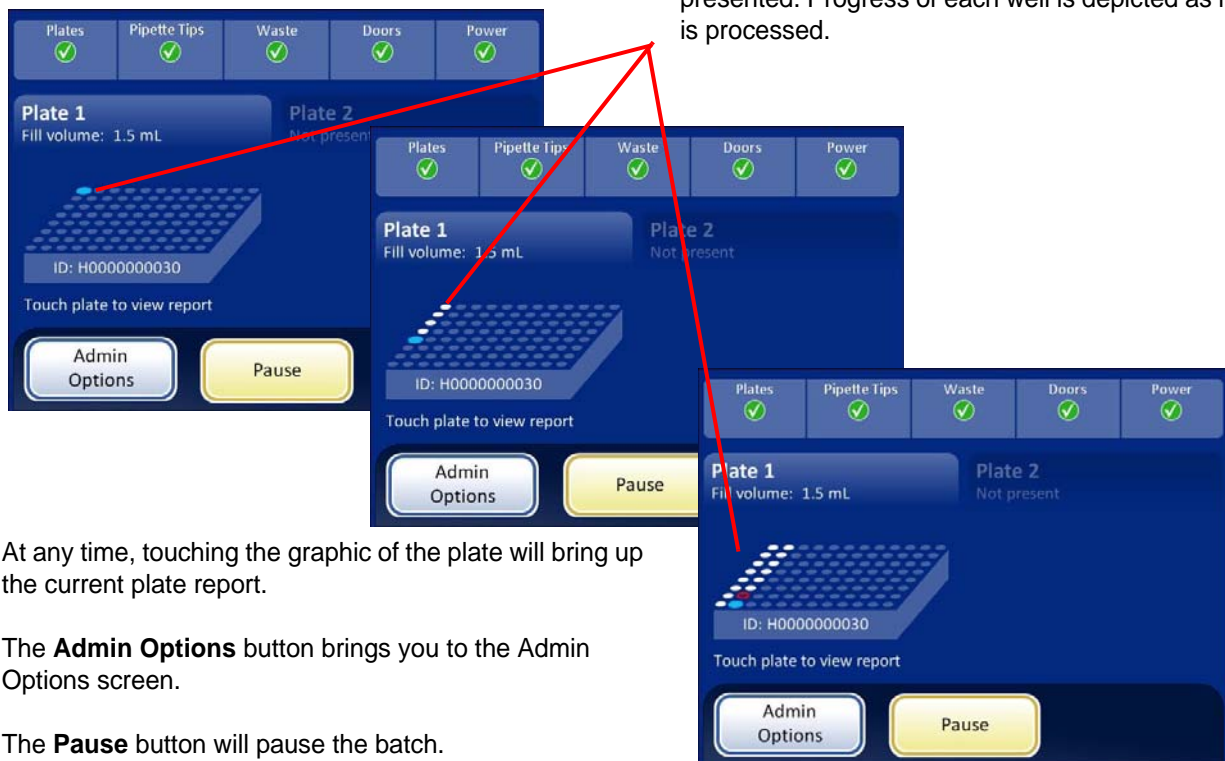 presented. Progress of each well is depicted as
is processed.
Plates Pipette Tips Waste Doors Power
Plate 1
Fill volume: 1.5 mL
Plate 2
Not present
ID: H0000000030
Touch plate to view report
Admin
Options
Pause
Plates Pipette Tips Waste Doors Power
Plate 1
Fill volume: 1.5 mL
Plate 2
Not present
ID: H0000000030
Touch plate to view report
Admin
Options
Pause
Plates Pipette Tips Waste Doors Power
Plate 1
Fill volume: 1.5 mL
Plate 2
Not present
ID: H0000000030
Touch plate to view report
Admin
Options
Pause
At any time, touching the graphic of the plate will bring up
the current plate report.
The Admin Options button brings you to the Admin
Options screen.
The Pause button will pause the batch.